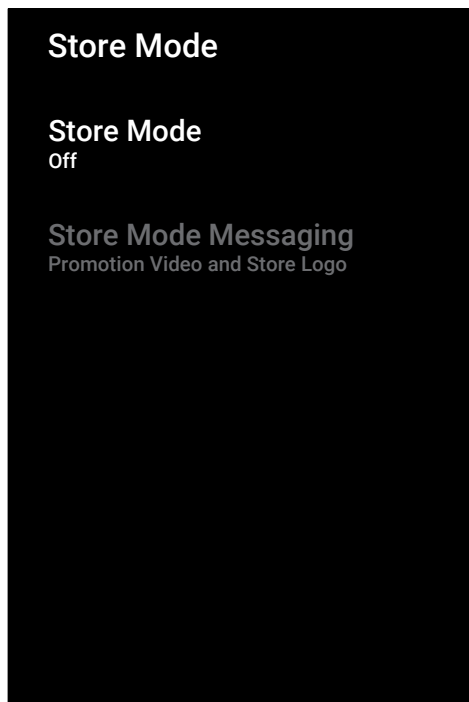 Store Mode
Store Mode
Off
Store Mode Messaging
Promotion Video and Store Logo